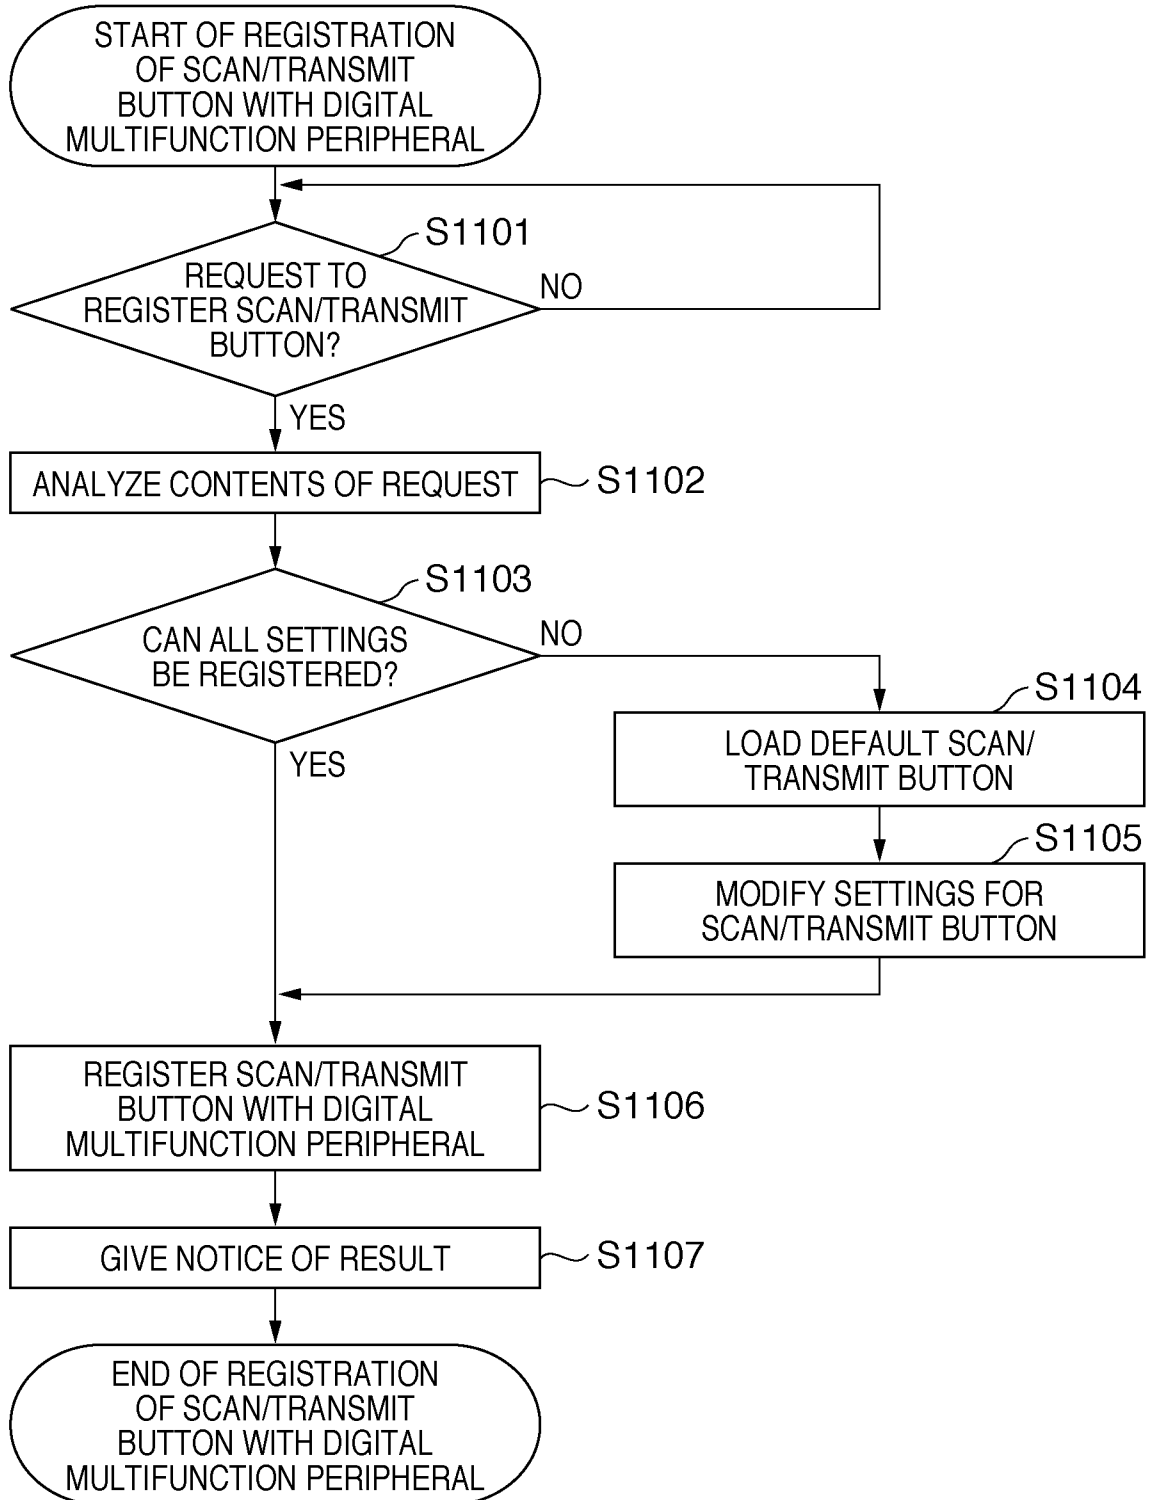 START OF REGISTRATION
OF SCAN/TRANSMIT
BUTTON WITH DIGITAL
MULTIFUNCTION PERIPHERAL
S1101
REQUEST TO
REGISTER SCAN/TRANSMIT
BUTTON?
NO
YES
ANALYZE CONTENTS OF REQUEST
S1102
S1103
CAN ALL SETTINGS
BE REGISTERED?
NO
YES
S1104
LOAD DEFAULT SCAN/
TRANSMIT BUTTON
S1105
MODIFY SETTINGS FOR
SCAN/TRANSMIT BUTTON
REGISTER SCAN/TRANSMIT
BUTTON WITH DIGITAL
MULTIFUNCTION PERIPHERAL
S1106
GIVE NOTICE OF RESULT
S1107
END OF REGISTRATION
OF SCAN/TRANSMIT
BUTTON WITH DIGITAL
MULTIFUNCTION PERIPHERAL